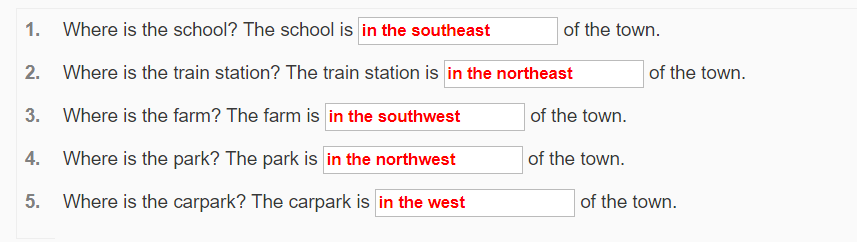 1. Where is the school? The school is in the southeast of the town.
2. Where is the train station? The train station is in the northeast of the town.
3. Where is the farm? The farm is in the southwest of the town.
4. Where is the park? The park is in the northwest of the town.
5. Where is the carpark? The carpark is in the west of the town.